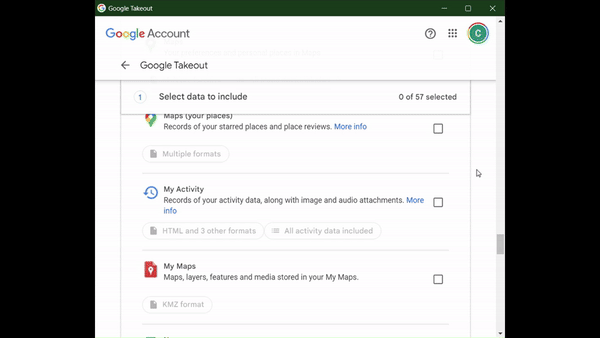 Google Takeout
Google Account
C
Google Takeout
1 Select data to include 0 of 57 selected
Maps (your places)
Records of your starred places and place reviews. More info
Multiple formats
My Activity
Records of your activity data, along with image and audio attachments. More
info
HTML and 3 other formats All activity data included
My Maps
Maps, layers, features and media stored in your My Maps.
KMZ format